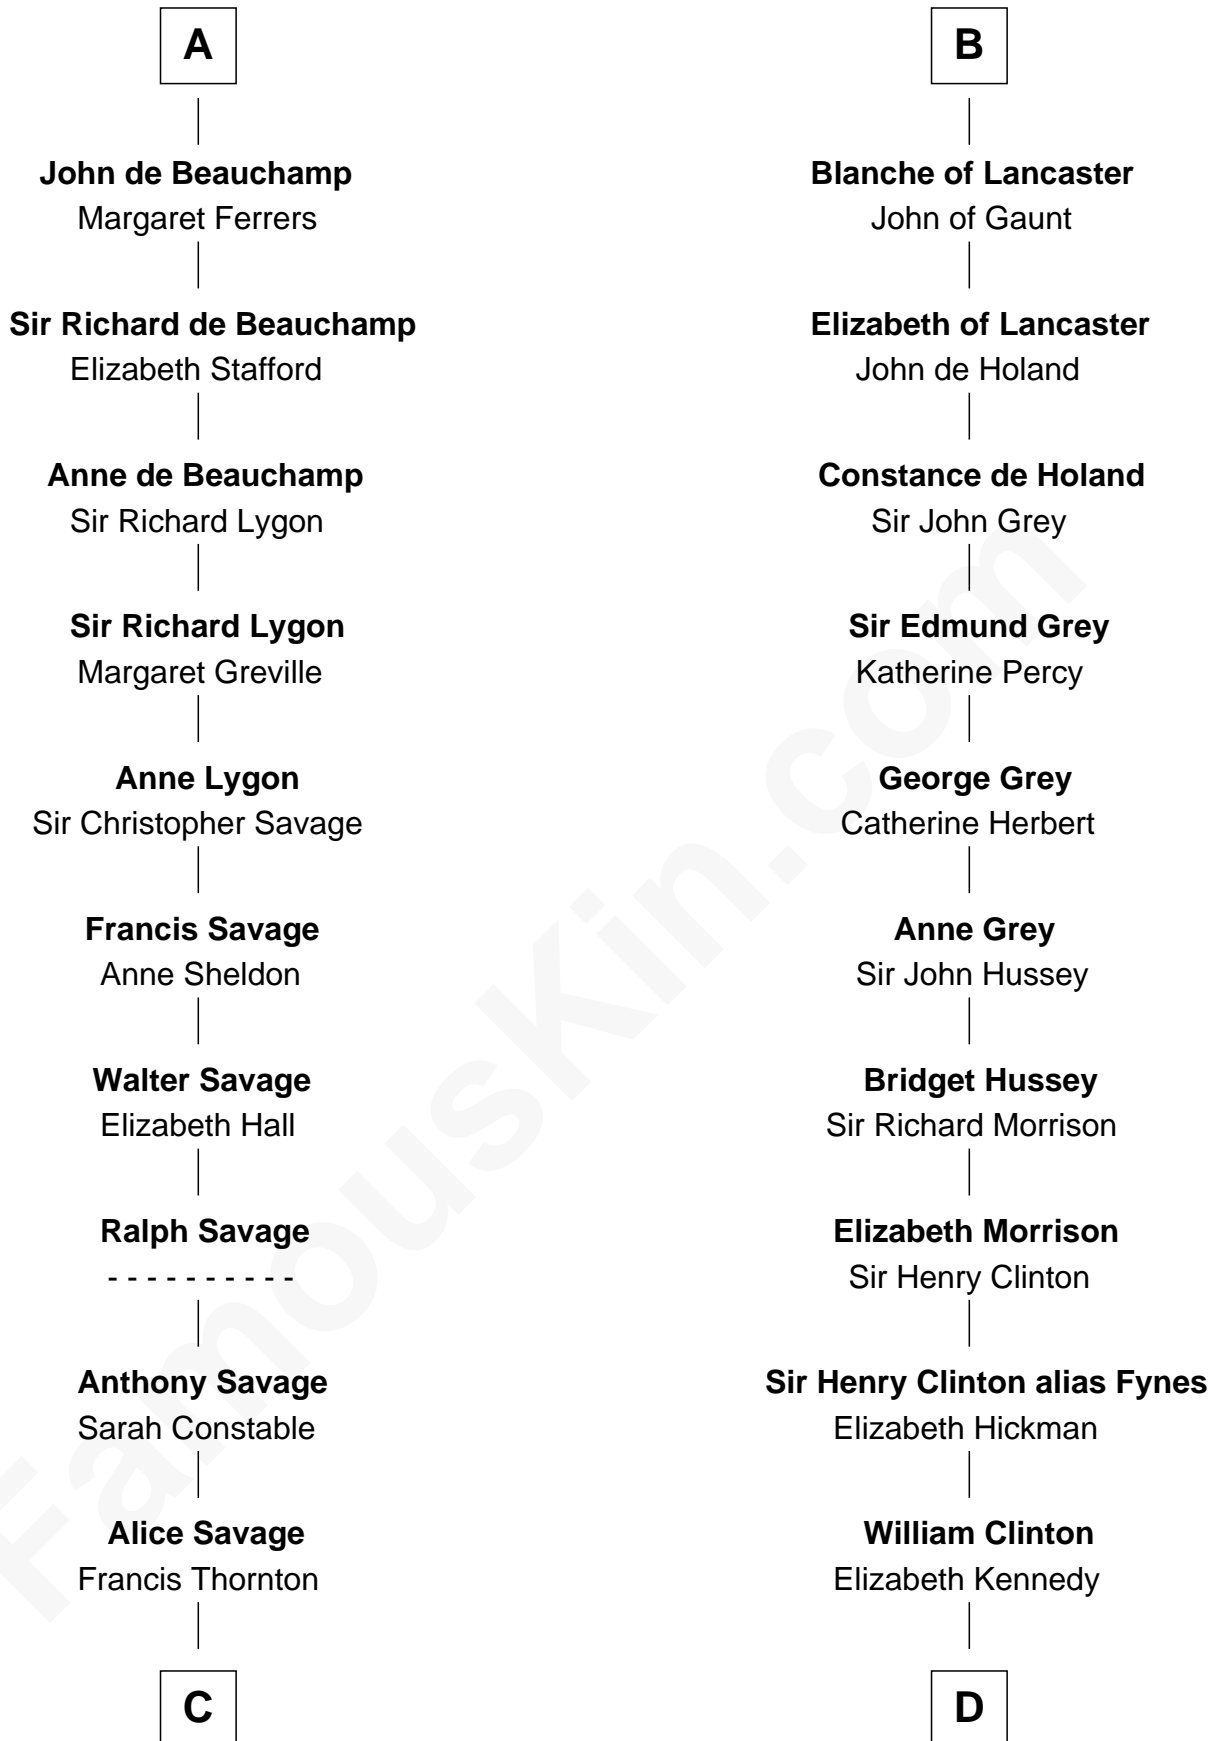 A
John de Beauchamp
Margaret Ferrers
Sir Richard de Beauchamp
Elizabeth Stafford
Anne de Beauchamp
Sir Richard Lygon
Sir Richard Lygon
Margaret Greville
Anne Lygon
Sir Christopher Savage
Francis Savage
Anne Sheldon
Walter Savage
Elizabeth Hall
Ralph Savage
- - - - - - - - - -
Anthony Savage
Sarah Constable
Alice Savage
Francis Thornton
C
B
Blanche of Lancaster
John of Gaunt
Elizabeth of Lancaster
John de Holand
Constance de Holand
Sir John Grey
Sir Edmund Grey
Katherine Percy
George Grey
Catherine Herbert
Anne Grey
Sir John Hussey
Bridget Hussey
Sir Richard Morrison
Elizabeth Morrison
Sir Henry Clinton
Sir Henry Clinton alias Fynes
Elizabeth Hickman
William Clinton
Elizabeth Kennedy
D
FamousKin.com